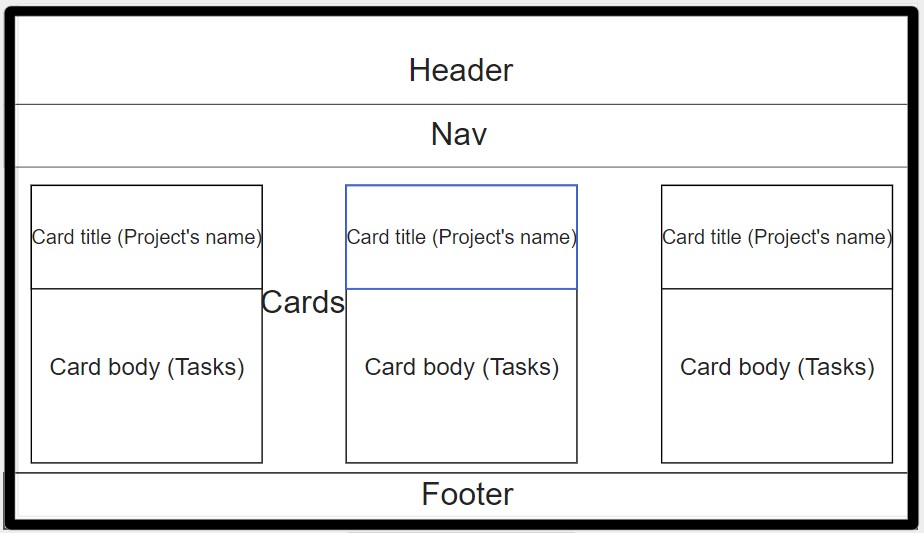 Header
Nav
Card title (Project's name)
Card title (Project's name)
Card title (Project's name)
Cards
Card body (Tasks)
Card body (Tasks)
Card body (Tasks)
Footer